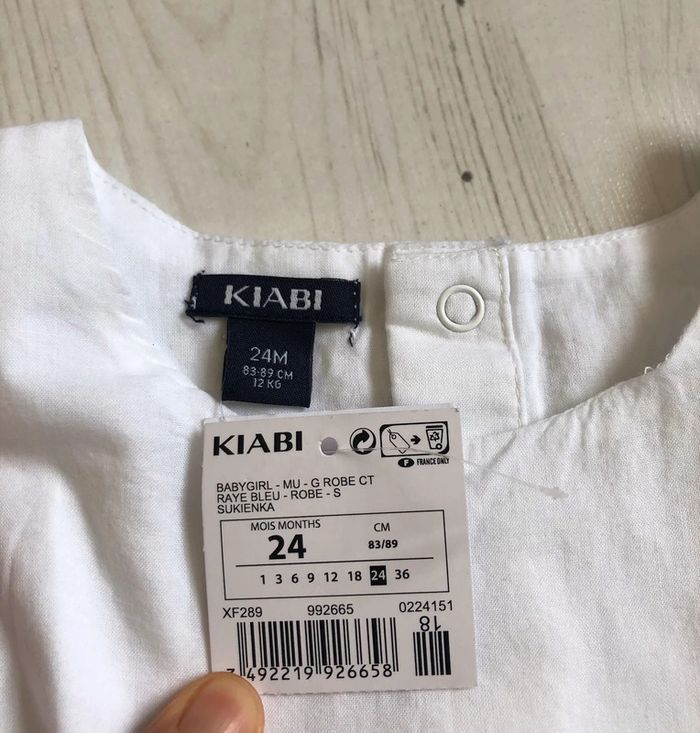 KIABI
24M
83-89 CM
12 KG
KIABI
F FRANCE ONLY
BABYGIRL - MU - G ROBE CT
RAYE BLEU - ROBE - S
SUKIENKA
MOIS MONTHS CM
24 83/89
1 3 6 9 12 18 24 36
XF289 992665 0224151
18
3 492219 926658